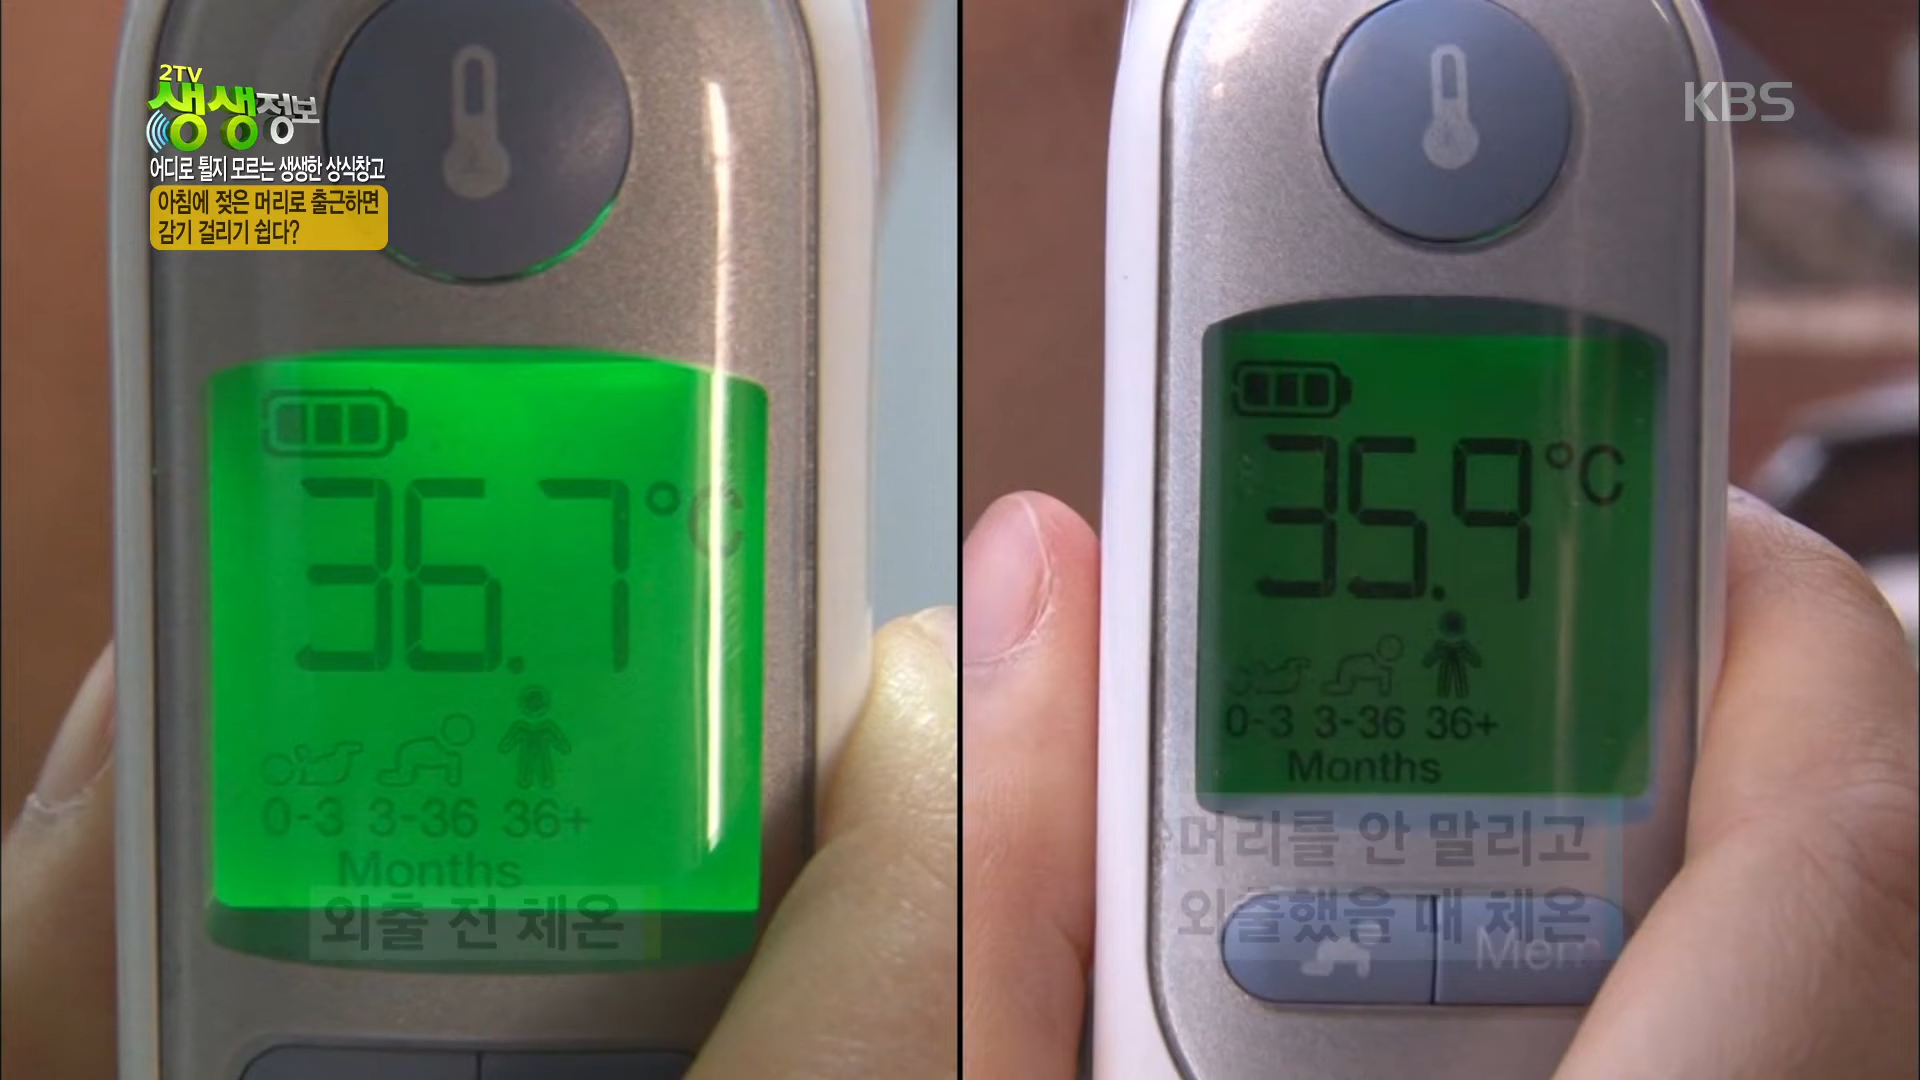 2TV
생생정보
어디로 튈지 모르는 생생한 상식창고
아침에 젖은 머리로 출근하면
감기 걸리기 쉽다?
KBS
36.7°C
0-3 3-36 36+
Months
외출 전 체온
35.9°C
0-3 3-36 36+
Months
머리를 안 말리고
외출했을 때 체온
Mem